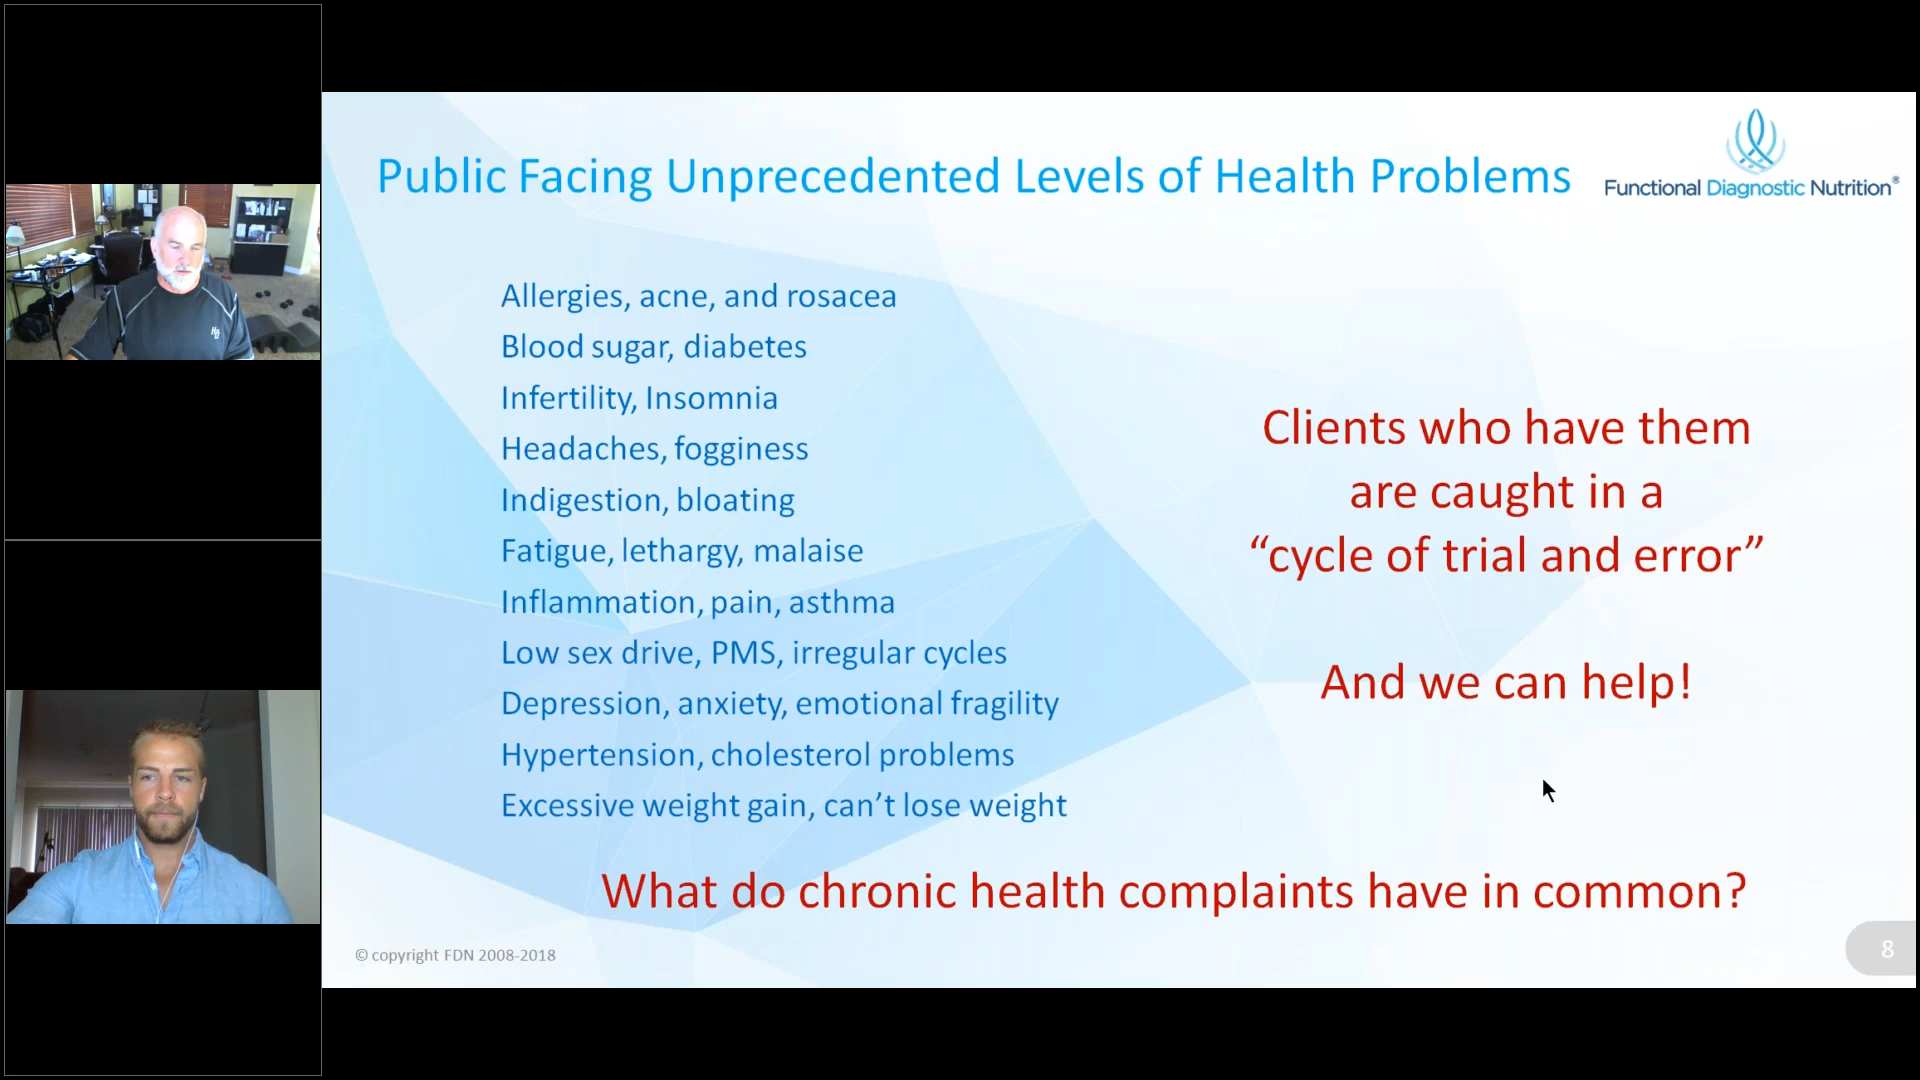 Public Facing Unprecedented Levels of Health Problems
Functional Diagnostic Nutrition®
Allergies, acne, and rosacea
Blood sugar, diabetes
Infertility, Insomnia
Headaches, fogginess
Indigestion, bloating
Fatigue, lethargy, malaise
Inflammation, pain, asthma
Low sex drive, PMS, irregular cycles
Depression, anxiety, emotional fragility
Hypertension, cholesterol problems
Excessive weight gain, can’t lose weight
Clients who have them
are caught in a
“cycle of trial and error”
And we can help!
What do chronic health complaints have in common?
© copyright FDN 2008-2018
8